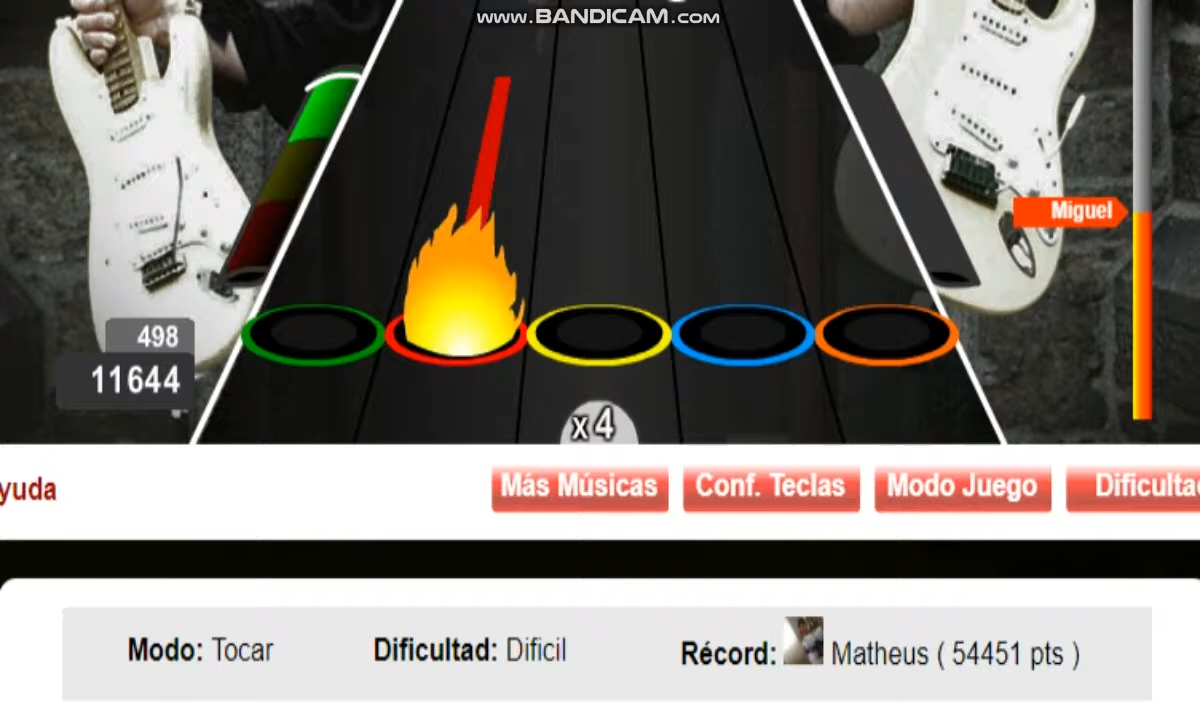 www.BANDICAM.com
Miguel
498
11644
x4
yuda
Más Músicas
Conf. Teclas
Modo Juego
Dificulta
Modo: Tocar
Dificultad: Dificil
Récord: Matheus ( 54451 pts )